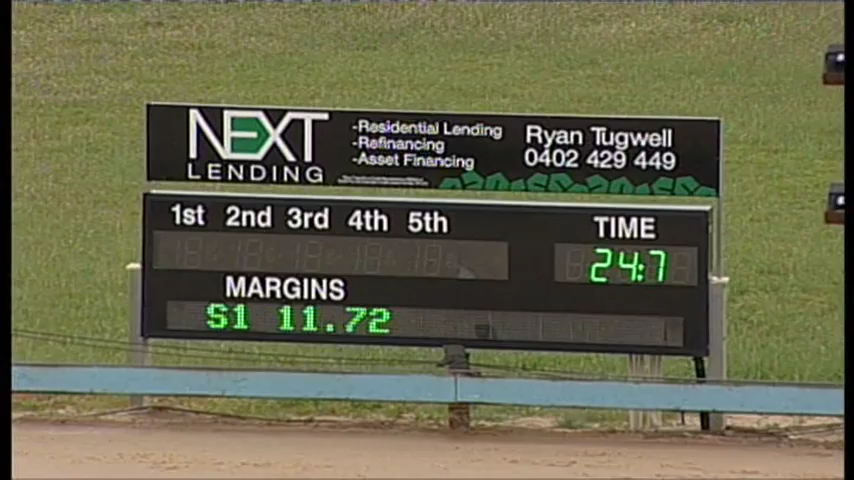 NEXT
LENDING
-Residential Lending
-Refinancing
-Asset Financing
Ryan Tugwell
0402 429 449
1st 2nd 3rd 4th 5th
TIME
24:7
MARGINS
S1 11.72